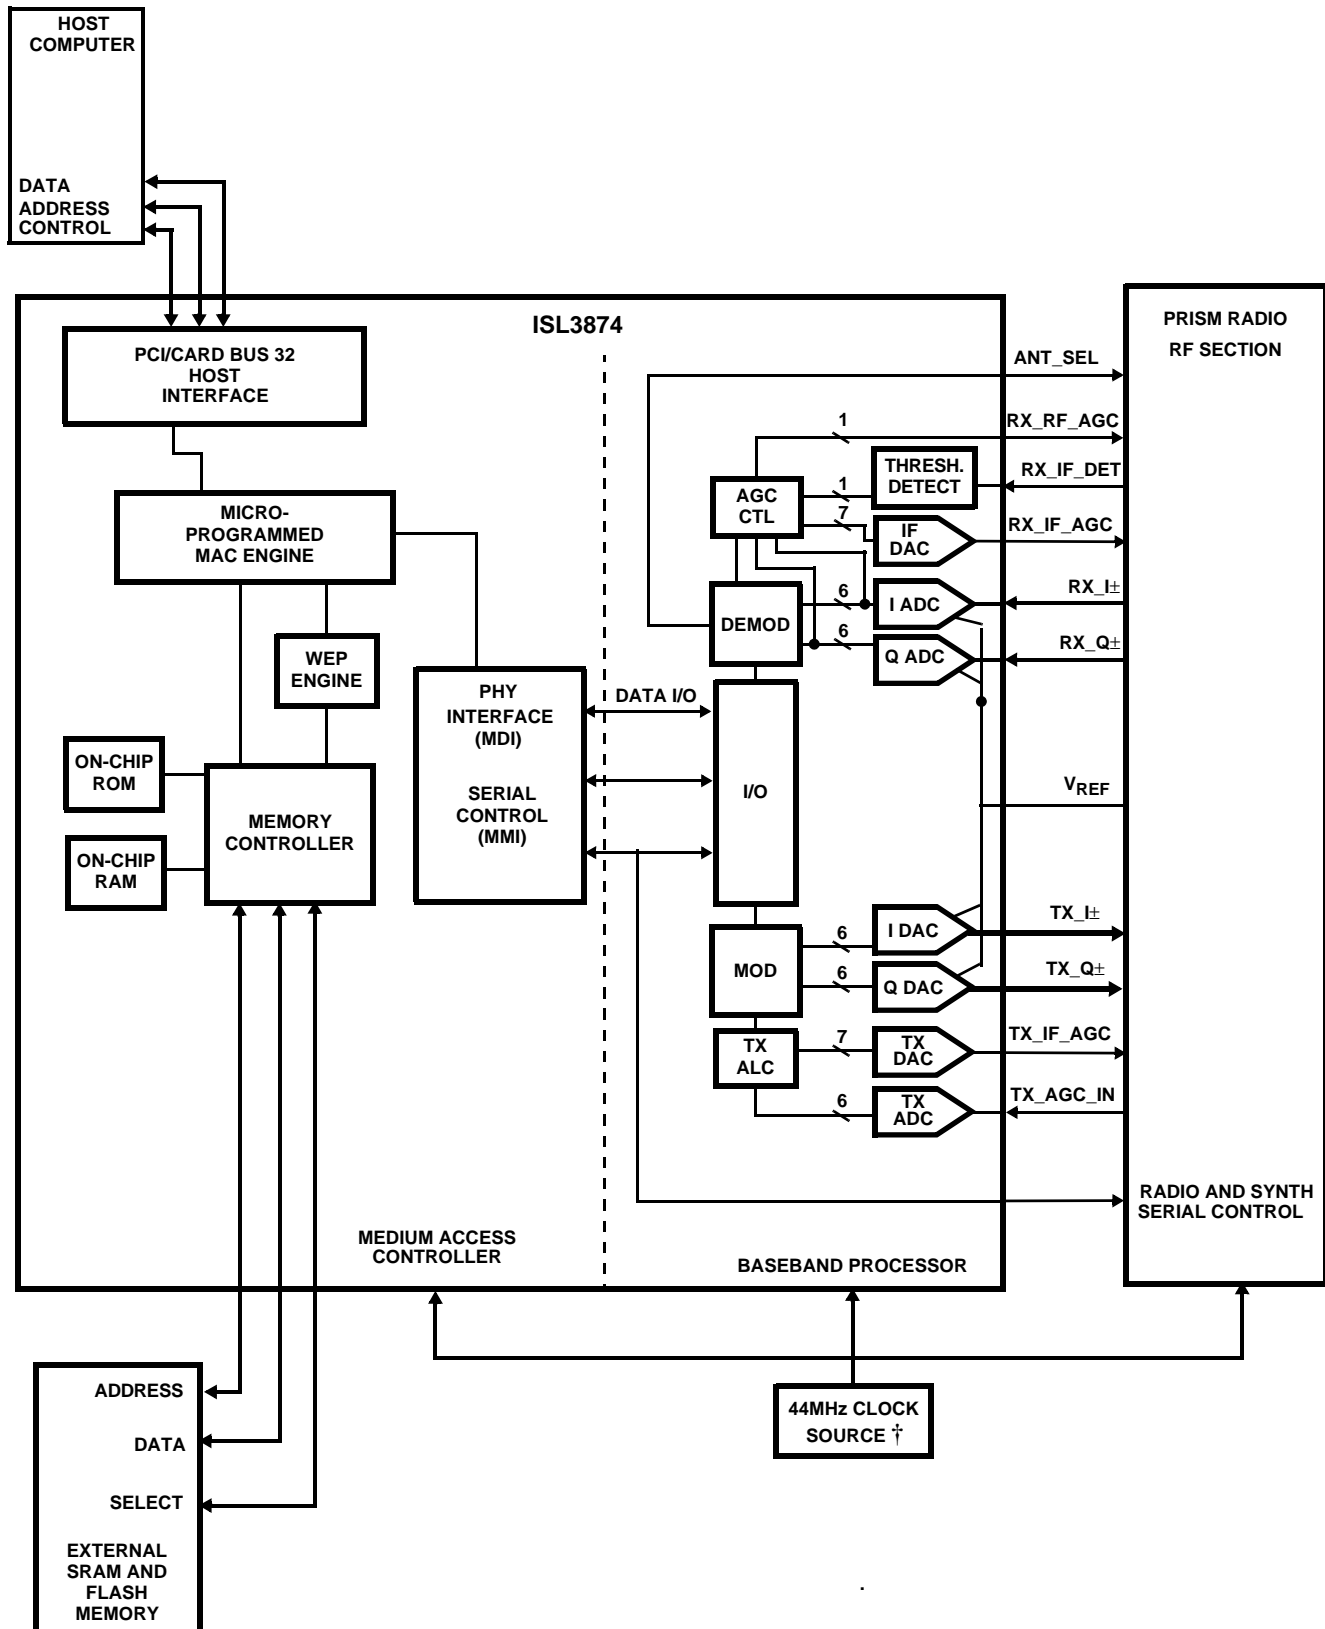 HOST
COMPUTER
DATA
ADDRESS
CONTROL
ISL3874
PCI/CARD BUS 32
HOST
INTERFACE
MICRO-
PROGRAMMED
MAC ENGINE
WEP
ENGINE
ON-CHIP
ROM
ON-CHIP
RAM
MEMORY
CONTROLLER
PHY
INTERFACE
(MDI)
SERIAL
CONTROL
(MMI)
DATA I/O
MEDIUM ACCESS
CONTROLLER
AGC
CTL
DEMOD
I/O
MOD
TX
ALC
1
1
7
6
6
6
6
7
6
THRESH.
DETECT
IF
DAC
I ADC
Q ADC
I DAC
Q DAC
TX
DAC
TX
ADC
BASEBAND PROCESSOR
ANT_SEL
RX_RF_AGC
RX_IF_DET
RX_IF_AGC
RX_I±
RX_Q±
VREF
TX_I±
TX_Q±
TX_IF_AGC
TX_AGC_IN
PRISM RADIO
RF SECTION
RADIO AND SYNTH
SERIAL CONTROL
44MHz CLOCK
SOURCE †
ADDRESS
DATA
SELECT
EXTERNAL
SRAM AND
FLASH
MEMORY
.